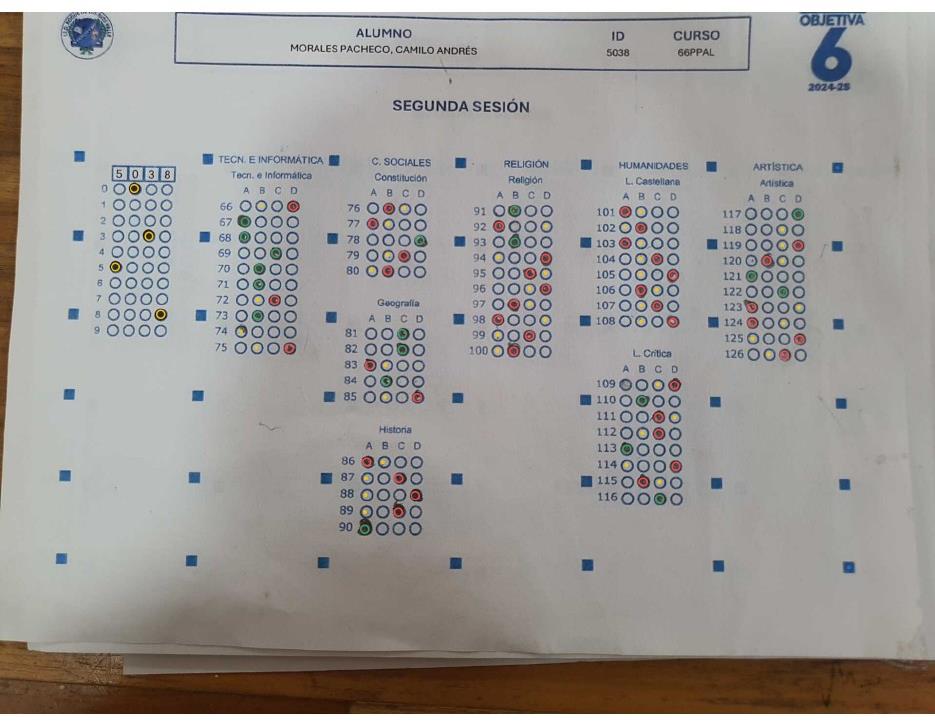 OBJETIVA
6
2024-25
ALUMNO ID CURSO
MORALES PACHECO, CAMILO ANDRÉS 5038 66PPAL
SEGUNDA SESIÓN
5 0 3 8
0
1
2
3
4
5
6
7
8
9
TECN. E INFORMÁTICA
Tecn. e Informática
A B C D
66
67
68
69
70
71
72
73
74
75
C. SOCIALES
Constitución
A B C D
76
77
78
79
80
Geografía
A B C D
81
82
83
84
85
Historia
A B C D
86
87
88
89
90
RELIGIÓN
Religión
A B C D
91
92
93
94
95
96
97
98
99
100
HUMANIDADES
L. Castellana
A B C D
101
102
103
104
105
106
107
108
L. Crítica
A B C D
109
110
111
112
113
114
115
116
ARTÍSTICA
Artística
A B C D
117
118
119
120
121
122
123
124
125
126